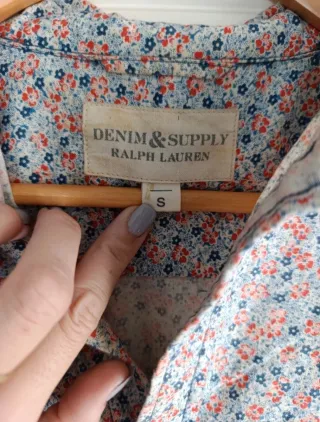 DENIM & SUPPLY
RALPH LAUREN
S